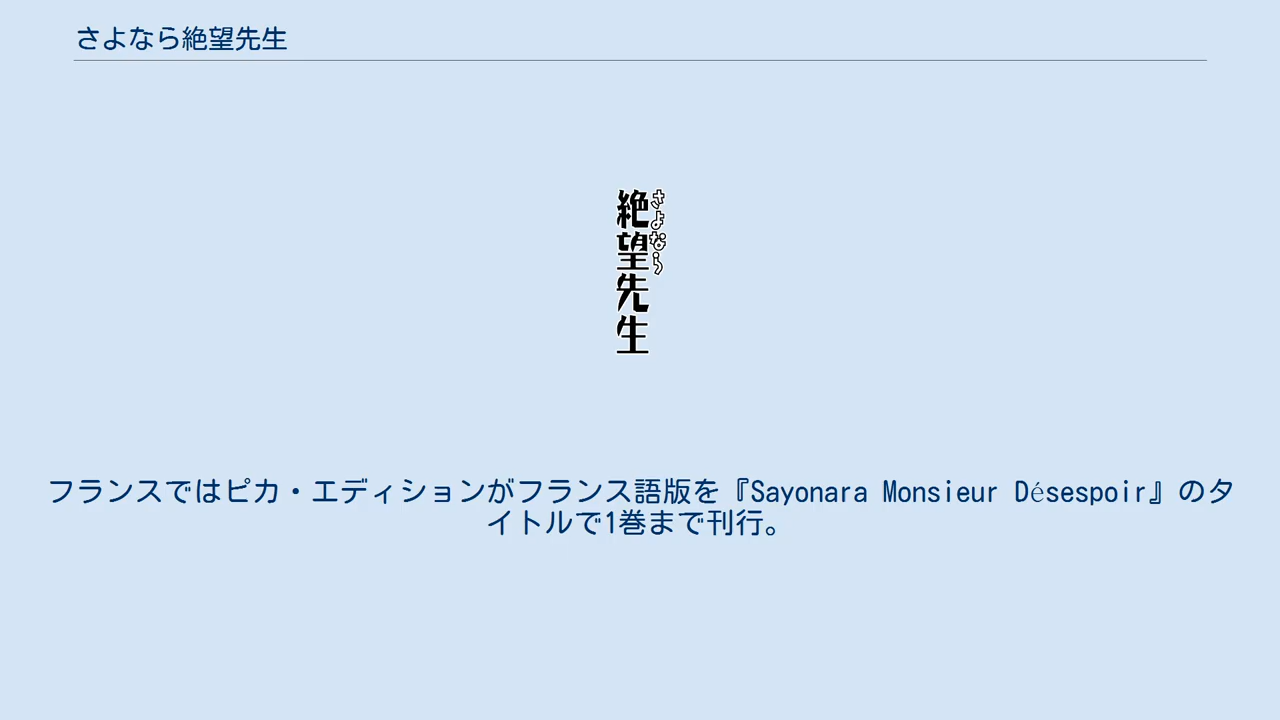 さよなら絶望先生
さよなら
絶望先生
フランスではピカ・エディションがフランス語版を『Sayonara Monsieur Désespoir』のタ
イトルで1巻まで刊行。